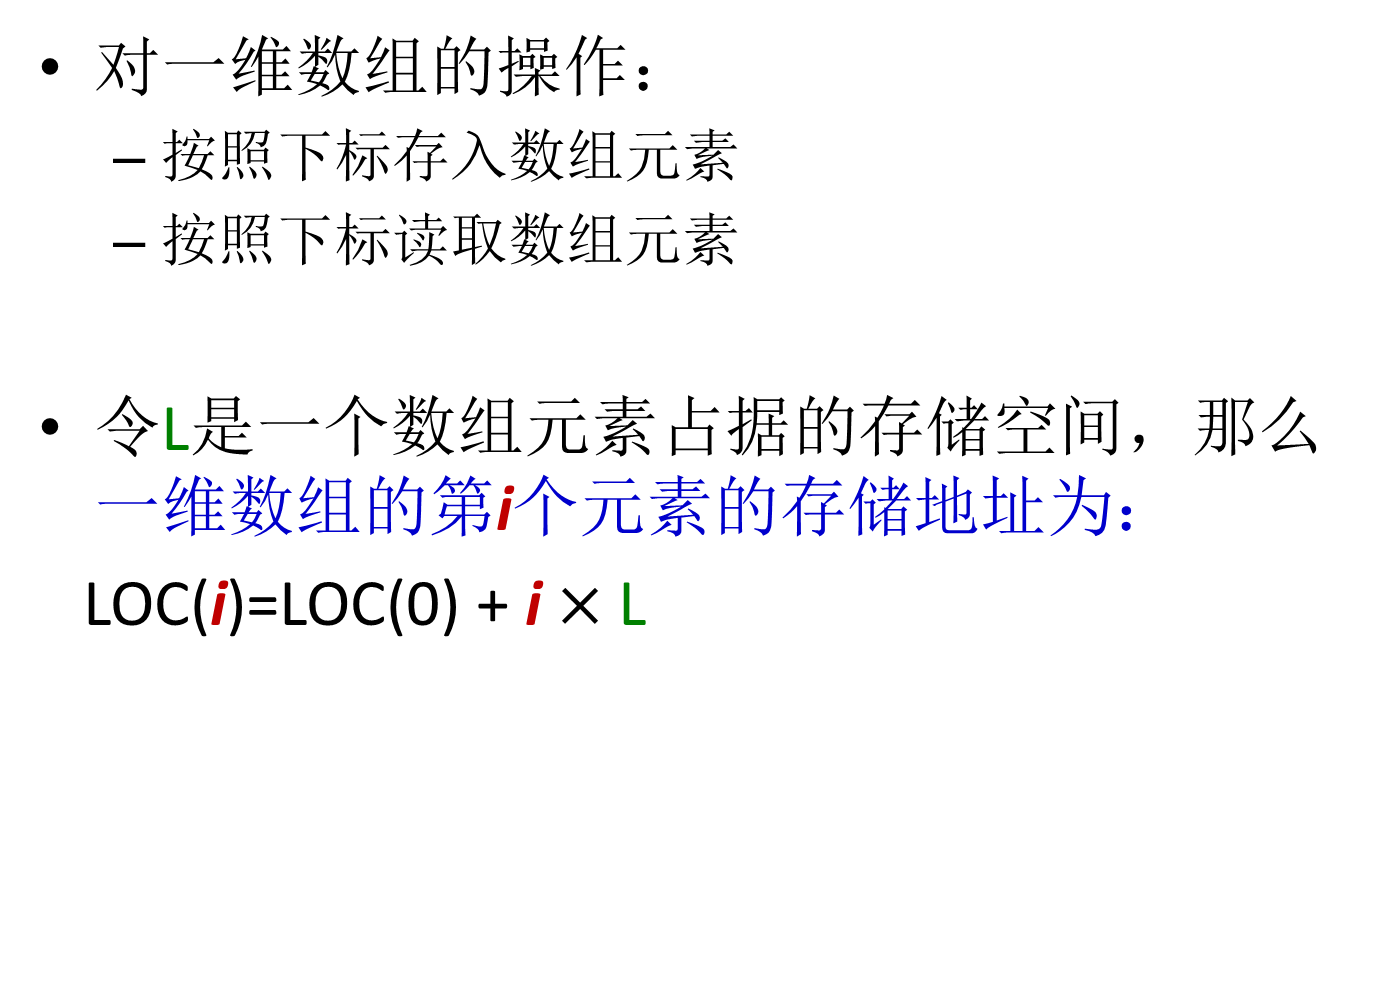 • 对一维数组的操作：
– 按照下标存入数组元素
– 按照下标读取数组元素
• 令L是一个数组元素占据的存储空间，那么
一维数组的第i个元素的存储地址为：
LOC(i)=LOC(0) + i × L